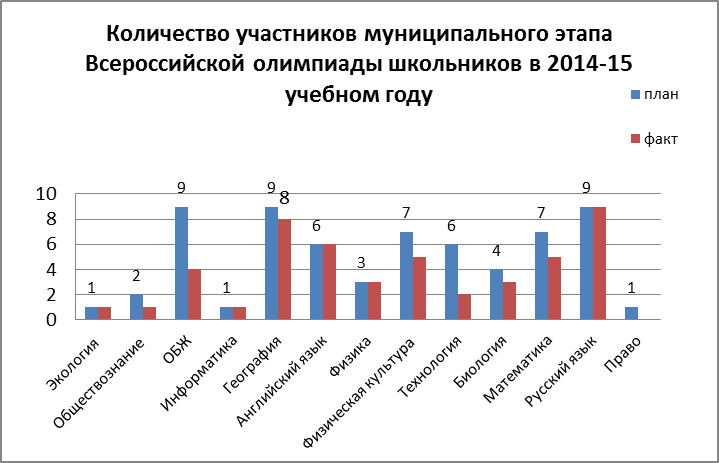 Количество участников муниципального этапа
Всероссийской олимпиады школьников в 2014-15
учебном году
план
факт
10
8
6
4
2
0
1
2
9
1
9
8
6
3
7
6
4
7
9
1
Экология
Обществознание
ОБЖ
Информатика
География
Английский язык
Физика
Физическая культура
Технология
Биология
Математика
Русский язык
Право